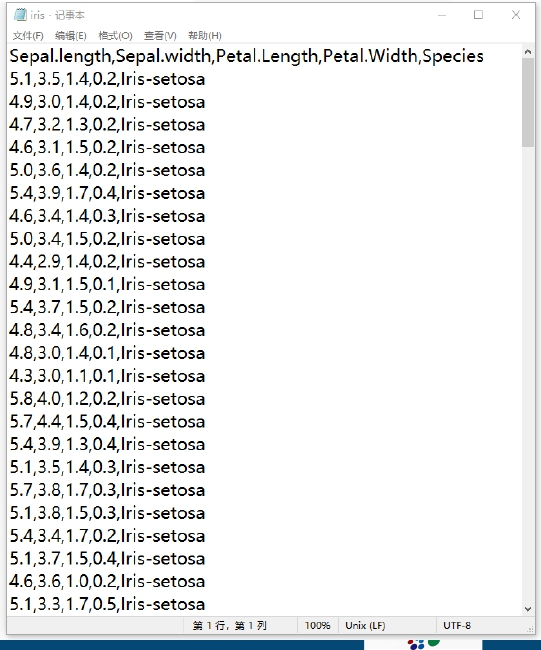 iris - 记事本
文件(F) 编辑(E) 格式(O) 查看(V) 帮助(H)
Sepal.length,Sepal.width,Petal.Length,Petal.Width,Species
5.1,3.5,1.4,0.2,Iris-setosa
4.9,3.0,1.4,0.2,Iris-setosa
4.7,3.2,1.3,0.2,Iris-setosa
4.6,3.1,1.5,0.2,Iris-setosa
5.0,3.6,1.4,0.2,Iris-setosa
5.4,3.9,1.7,0.4,Iris-setosa
4.6,3.4,1.4,0.3,Iris-setosa
5.0,3.4,1.5,0.2,Iris-setosa
4.4,2.9,1.4,0.2,Iris-setosa
4.9,3.1,1.5,0.1,Iris-setosa
5.4,3.7,1.5,0.2,Iris-setosa
4.8,3.4,1.6,0.2,Iris-setosa
4.8,3.0,1.4,0.1,Iris-setosa
4.3,3.0,1.1,0.1,Iris-setosa
5.8,4.0,1.2,0.2,Iris-setosa
5.7,4.4,1.5,0.4,Iris-setosa
5.4,3.9,1.3,0.4,Iris-setosa
5.1,3.5,1.4,0.3,Iris-setosa
5.7,3.8,1.7,0.3,Iris-setosa
5.1,3.8,1.5,0.3,Iris-setosa
5.4,3.4,1.7,0.2,Iris-setosa
5.1,3.7,1.5,0.4,Iris-setosa
4.6,3.6,1.0,0.2,Iris-setosa
5.1,3.3,1.7,0.5,Iris-setosa
第 1 行，第 1 列 100% Unix (LF) UTF-8